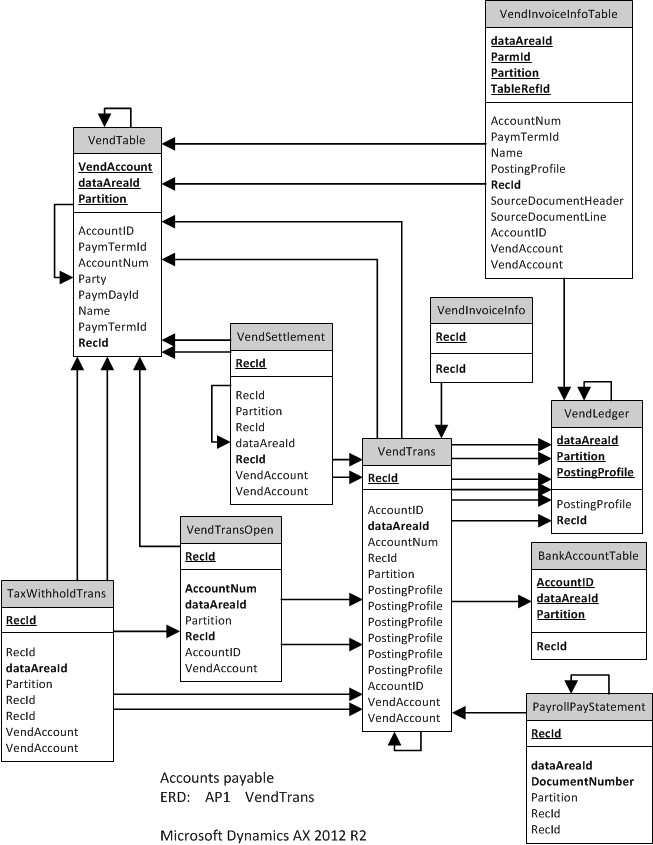 VendInvoiceInfoTable
dataAreaId
ParmId
Partition
TableRefId
AccountNum
PaymTermId
Name
PostingProfile
RecId
SourceDocumentHeader
SourceDocumentLine
AccountID
VendAccount
VendAccount
VendTable
VendAccount
dataAreaId
Partition
AccountID
PaymTermId
AccountNum
Party
PaymDayId
Name
PaymTermId
RecId
VendInvoiceInfo
RecId
RecId
VendSettlement
RecId
RecId
Partition
RecId
dataAreaId
RecId
VendAccount
VendAccount
VendLedger
dataAreaId
Partition
PostingProfile
PostingProfile
RecId
VendTrans
RecId
AccountID
dataAreaId
AccountNum
RecId
Partition
PostingProfile
PostingProfile
PostingProfile
PostingProfile
PostingProfile
PostingProfile
AccountID
VendAccount
VendAccount
VendTransOpen
RecId
AccountNum
dataAreaId
Partition
RecId
AccountID
VendAccount
BankAccountTable
AccountID
dataAreaId
Partition
RecId
TaxWithholdTrans
RecId
RecId
dataAreaId
Partition
RecId
RecId
VendAccount
VendAccount
PayrollPayStatement
RecId
dataAreaId
DocumentNumber
Partition
RecId
RecId
Accounts payable
ERD: AP1 VendTrans
Microsoft Dynamics AX 2012 R2